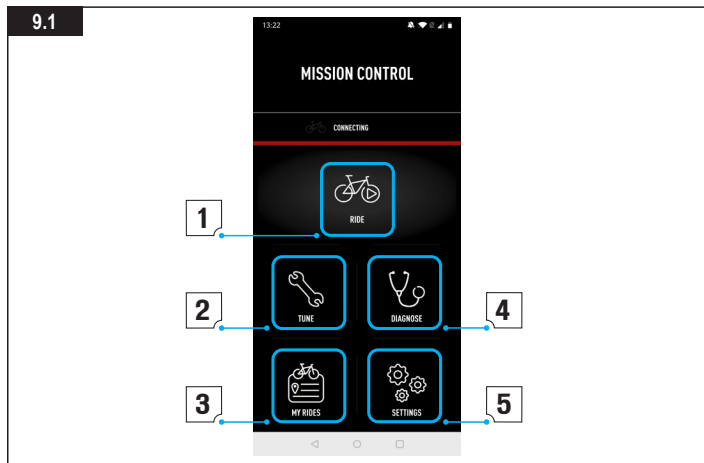 9.1
13:22
MISSION CONTROL
CONNECTING
RIDE
1
TUNE
DIAGNOSE
2
4
MY RIDES
SETTINGS
3
5